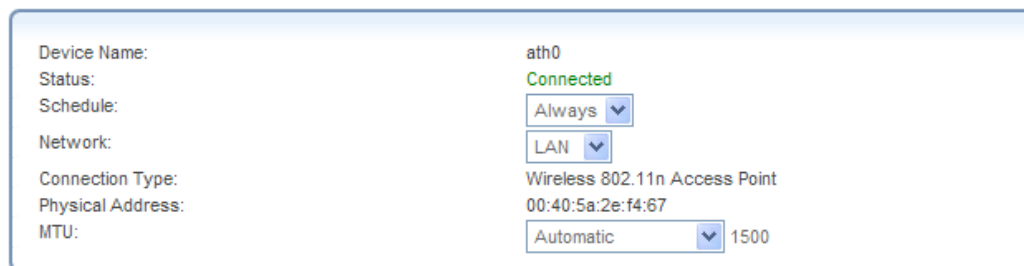 Device Name: ath0
Status: Connected
Schedule: Always
Network: LAN
Connection Type: Wireless 802.11n Access Point
Physical Address: 00:40:5a:2e:f4:67
MTU: Automatic 1500